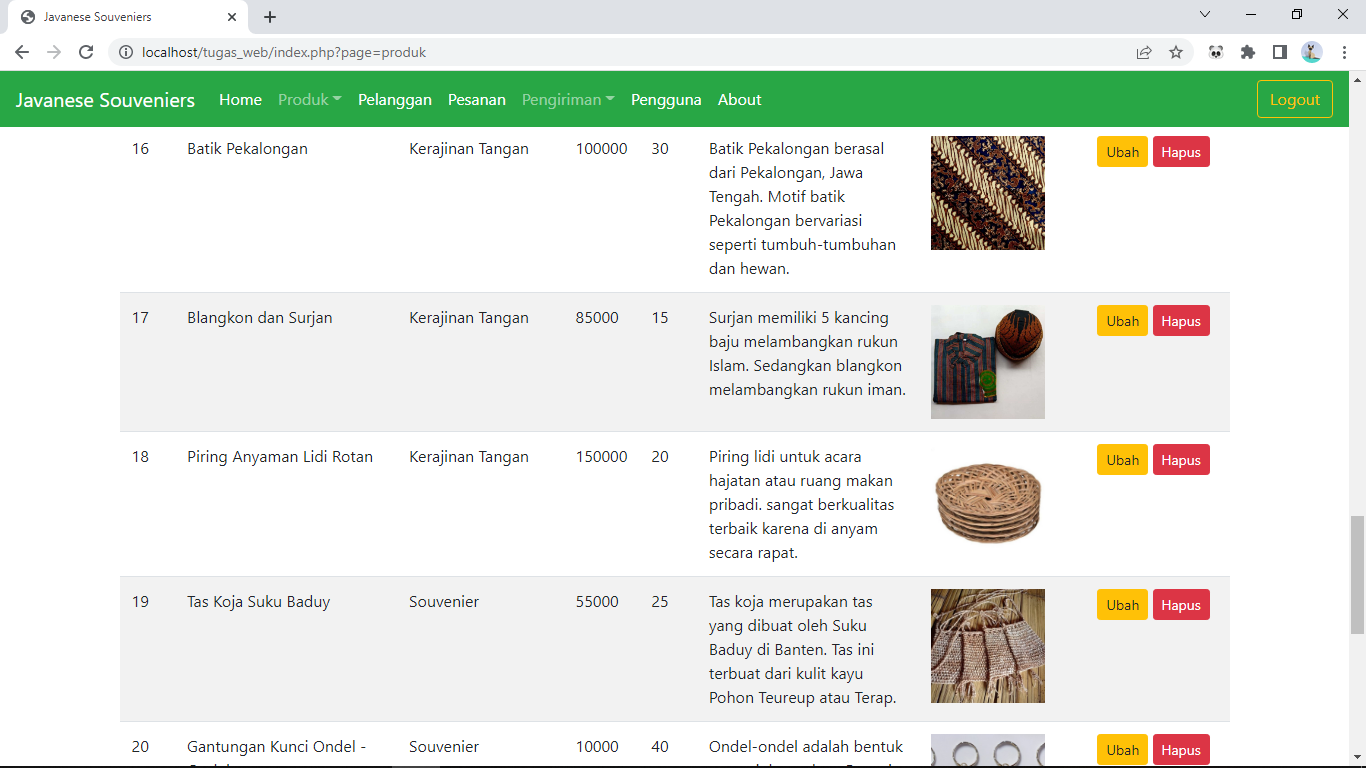 Javanese Souveniers
localhost/tugas_web/index.php?page=produk
Javanese Souveniers Home Produk Pelanggan Pesanan Pengiriman Pengguna About Logout
16 Batik Pekalongan Kerajinan Tangan 100000 30 Batik Pekalongan berasal Ubah Hapus
dari Pekalongan, Jawa
Tengah. Motif batik
Pekalongan bervariasi
seperti tumbuh-tumbuhan
dan hewan.
17 Blangkon dan Surjan Kerajinan Tangan 85000 15 Surjan memiliki 5 kancing Ubah Hapus
baju melambangkan rukun
Islam. Sedangkan blangkon
melambangkan rukun iman.
18 Piring Anyaman Lidi Rotan Kerajinan Tangan 150000 20 Piring lidi untuk acara Ubah Hapus
hajatan atau ruang makan
pribadi. sangat berkualitas
terbaik karena di anyam
secara rapat.
19 Tas Koja Suku Baduy Souvenier 55000 25 Tas koja merupakan tas Ubah Hapus
yang dibuat oleh Suku
Baduy di Banten. Tas ini
terbuat dari kulit kayu
Pohon Teureup atau Terap.
20 Gantungan Kunci Ondel - Souvenier 10000 40 Ondel-ondel adalah bentuk Ubah Hapus